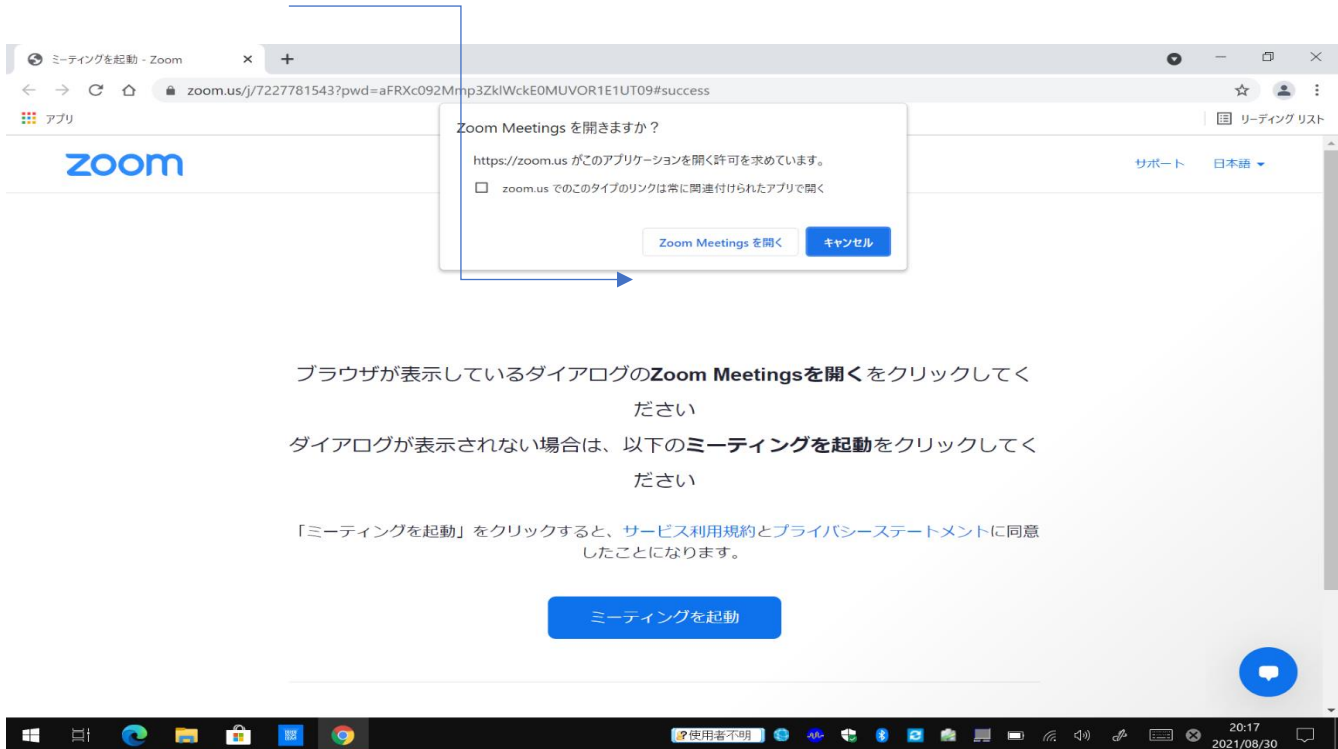 ミーティングを起動 - Zoom
zoom.us/j/7227781543?pwd=aFRXc092Mmp3ZklWckE0MUVOR1E1UT09#success
アプリ
リーディング リスト
Zoom Meetings を開きますか？
https://zoom.us がこのアプリケーションを開く許可を求めています。
zoom.us でのこのタイプのリンクは常に関連付けられたアプリで開く
Zoom Meetings を開く
キャンセル
zoom
サポート
日本語
ブラウザが表示しているダイアログのZoom Meetingsを開くをクリックしてく
ださい
ダイアログが表示されない場合は、以下のミーティングを起動をクリックしてく
ださい
「ミーティングを起動」をクリックすると、サービス利用規約とプライバシーステートメントに同意
したことになります。
ミーティングを起動
使用者不明
20:17
2021/08/30